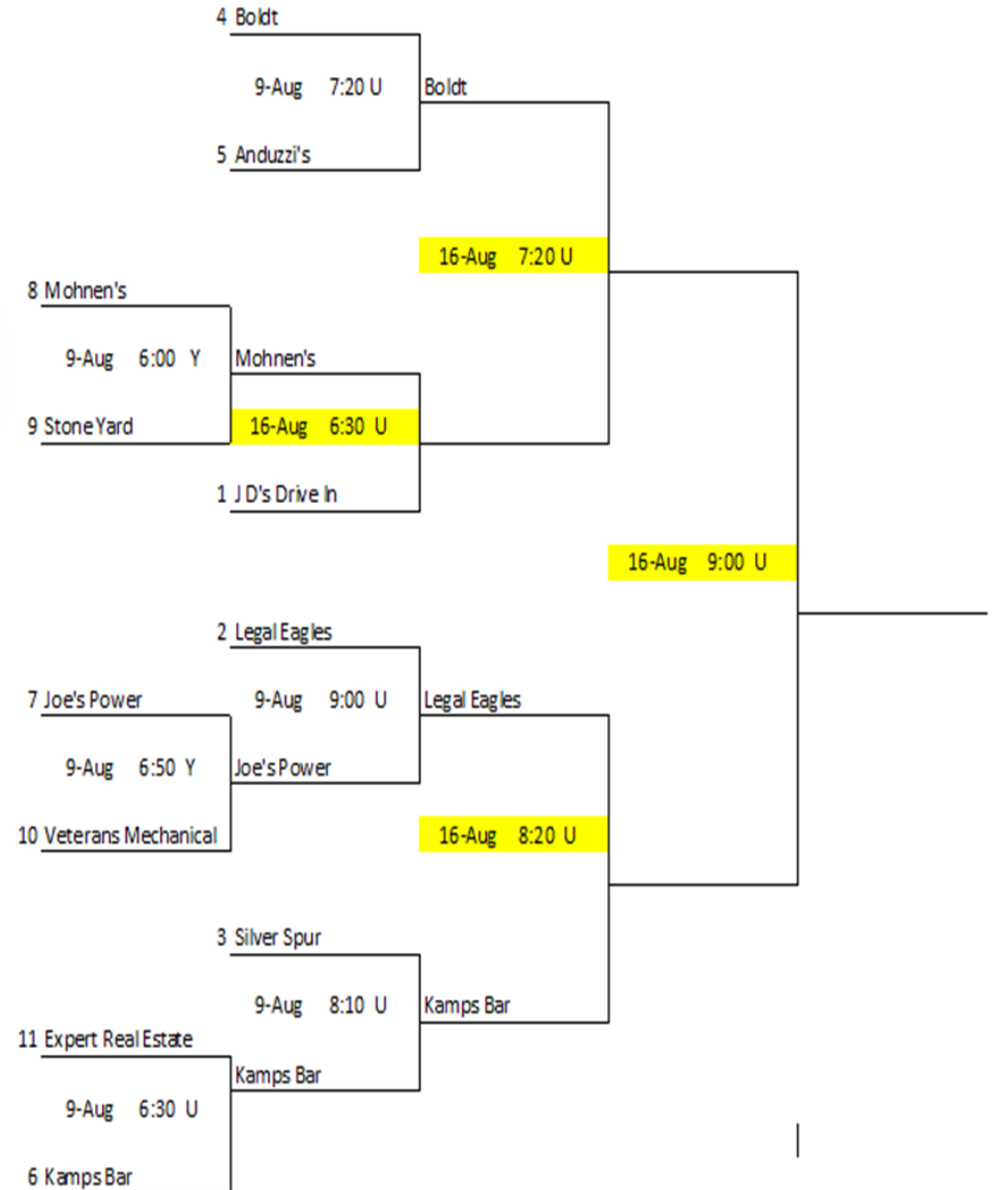 4 Boldt
9-Aug 7:20 U
Boldt
5 Anduzzi's
16-Aug 7:20 U
8 Mohnen's
9-Aug 6:00 Y
Mohnen's
9 Stone Yard
16-Aug 6:30 U
1 J D's Drive In
16-Aug 9:00 U
2 Legal Eagles
7 Joe's Power
9-Aug 9:00 U
Legal Eagles
9-Aug 6:50 Y
Joe's Power
10 Veterans Mechanical
16-Aug 8:20 U
3 Silver Spur
9-Aug 8:10 U
Kamps Bar
11 Expert Real Estate
Kamps Bar
9-Aug 6:30 U
6 Kamps Bar